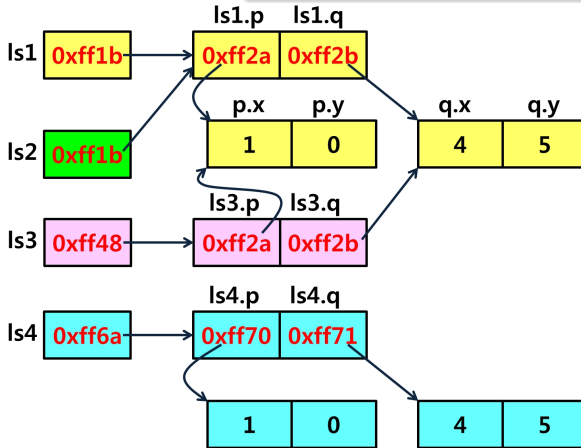 ls1.p ls1.q
ls1 0xff1b 0xff2a 0xff2b
p.x p.y q.x q.y
ls2 0xff1b 1 0 4 5
ls3.p ls3.q
ls3 0xff48 0xff2a 0xff2b
ls4.p ls4.q
ls4 0xff6a 0xff70 0xff71
1 0 4 5